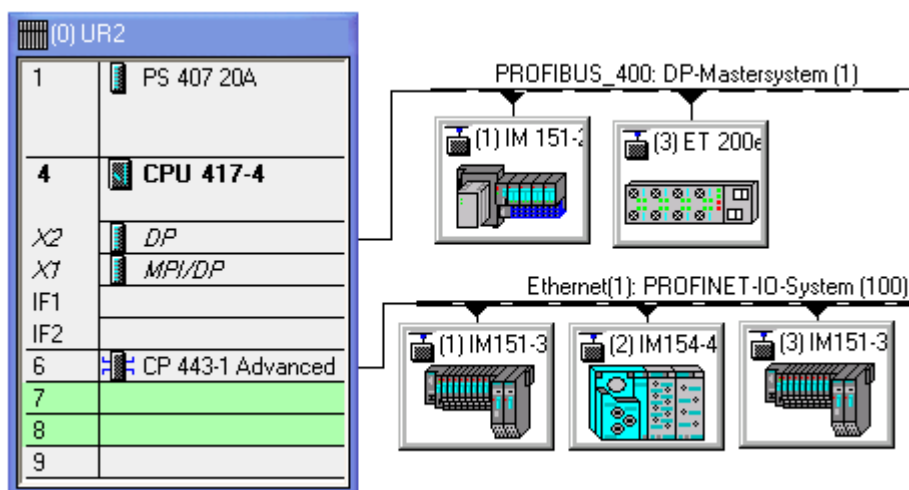 (0) UR2
1 PS 407 20A
4 CPU 417-4
X2 DP
X1 MPI/DP
IF1
IF2
6 CP 443-1 Advanced
7
8
9
PROFIBUS_400: DP-Mastersystem (1)
(1) IM 151-2
(3) ET 200e
Ethernet(1): PROFINET-IO-System (100)
(1) IM151-3
(2) IM154-4
(3) IM151-3